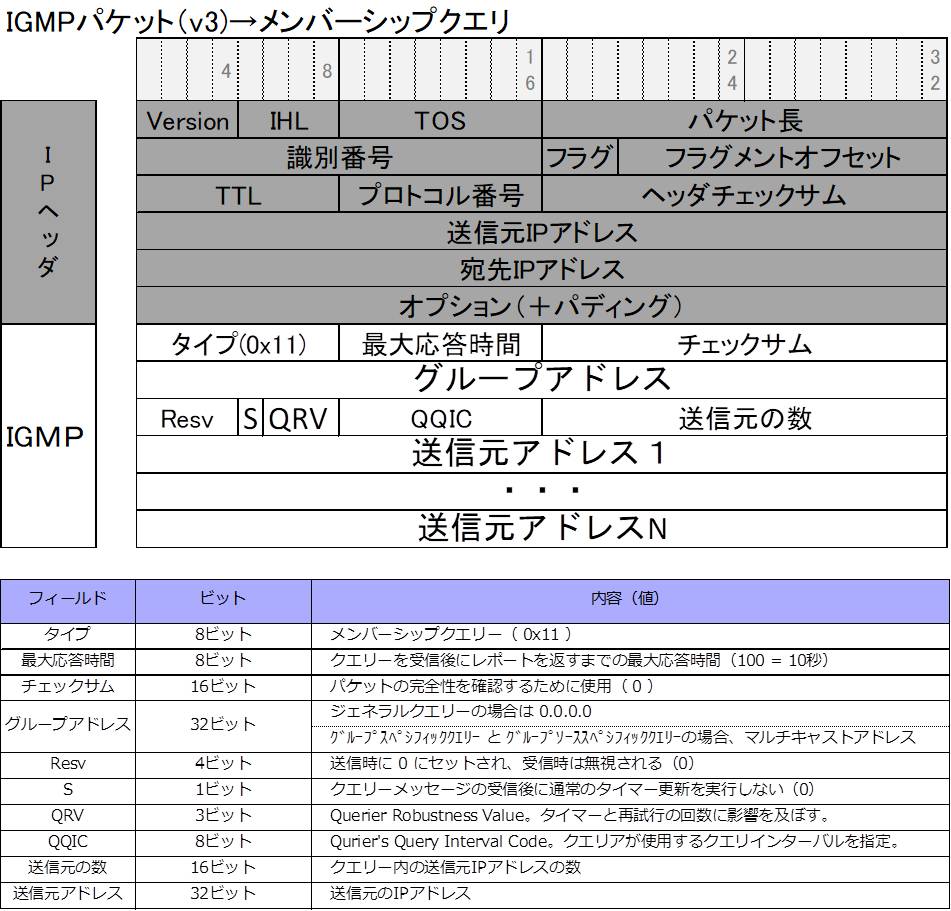 IGMPパケット(v3)→メンバーシップクエリ
4 8 16 24 32
IPヘッダ
Version IHL TOS パケット長
識別番号 フラグ フラグメントオフセット
TTL プロトコル番号 ヘッダチェックサム
送信元IPアドレス
宛先IPアドレス
オプション(+パディング)
IGMP
タイプ(0x11) 最大応答時間 チェックサム
グループアドレス
Resv S QRV QQIC 送信元の数
送信元アドレス1
・・・
送信元アドレスN
フィールド ビット 内容(値)
タイプ 8ビット メンバーシップクエリー( 0x11 )
最大応答時間 8ビット クエリーを受信後にレポートを返すまでの最大応答時間(100 = 10秒)
チェックサム 16ビット パケットの完全性を確認するために使用( 0 )
グループアドレス 32ビット ジェネラルクエリーの場合は 0.0.0.0
ｸﾞﾙｰﾌﾟｽﾍﾟｼﾌｨｯｸｸｴﾘｰ と ｸﾞﾙｰﾌﾟｿｰｽｽﾍﾟｼﾌｨｯｸｸｴﾘｰの場合、マルチキャストアドレス
Resv 4ビット 送信時に 0 にセットされ、受信時は無視される(0)
S 1ビット クエリーメッセージの受信後に通常のタイマー更新を実行しない(0)
QRV 3ビット Querier Robustness Value。タイマーと再試行の回数に影響を及ぼす。
QQIC 8ビット Qurier's Query Interval Code。クエリアが使用するクエリインターバルを指定。
送信元の数 16ビット クエリー内の送信元IPアドレスの数
送信元アドレス 32ビット 送信元のIPアドレス